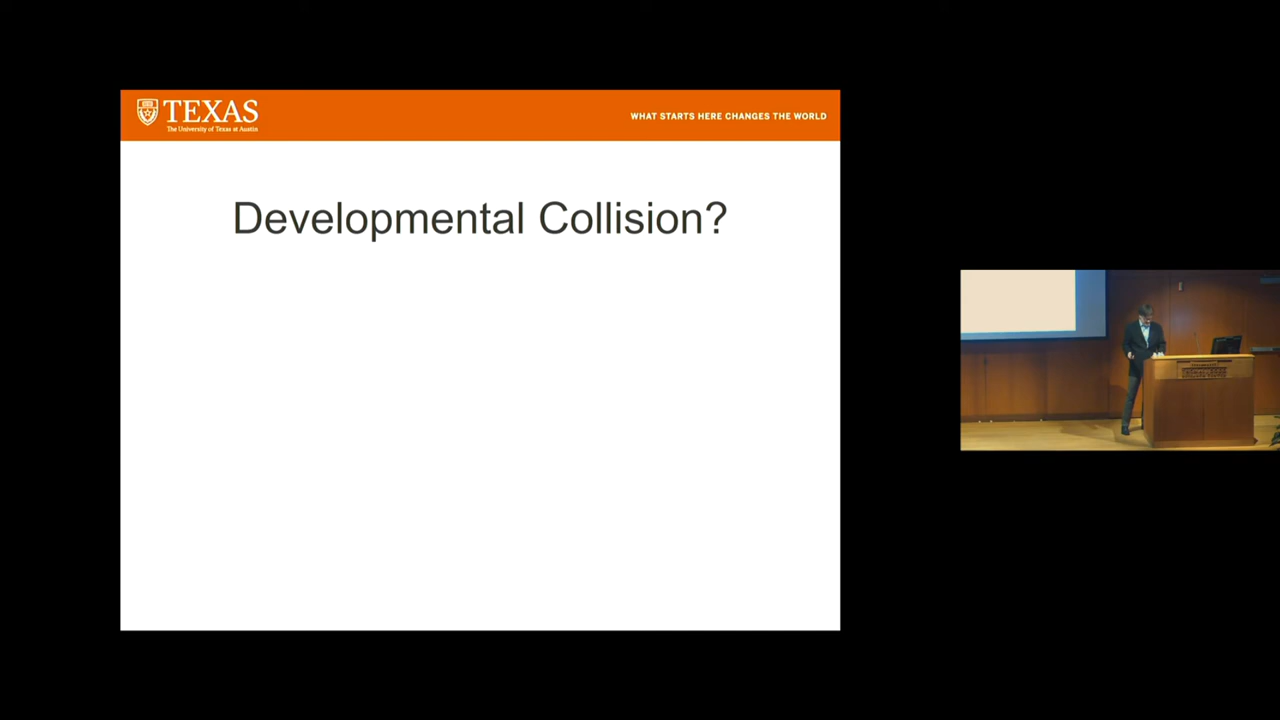 TEXAS
The University of Texas at Austin
WHAT STARTS HERE CHANGES THE WORLD
Developmental Collision?